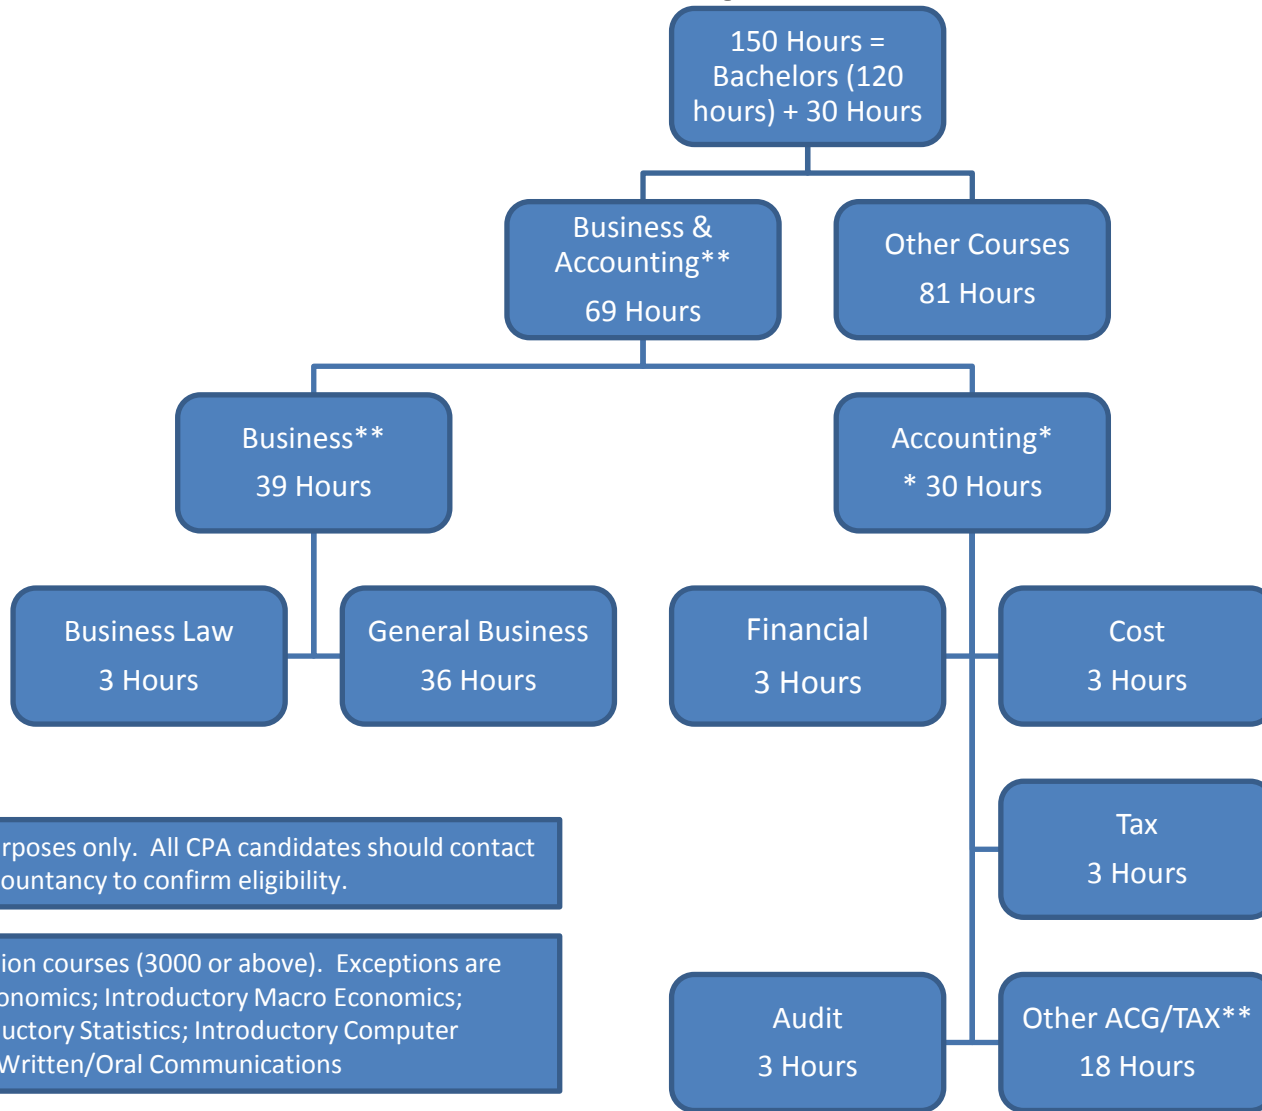 150 Hours =
Bachelors (120
hours) + 30 Hours
Business &
Accounting**
69 Hours
Other Courses
81 Hours
Business**
39 Hours
Accounting*
* 30 Hours
Business Law
3 Hours
General Business
36 Hours
Financial
3 Hours
Cost
3 Hours
Tax
3 Hours
purposes only. All CPA candidates should contact
countancy to confirm eligibility.
ion courses (3000 or above). Exceptions are
onomics; Introductory Macro Economics;
uctory Statistics; Introductory Computer
Written/Oral Communications
Audit
3 Hours
Other ACG/TAX**
18 Hours